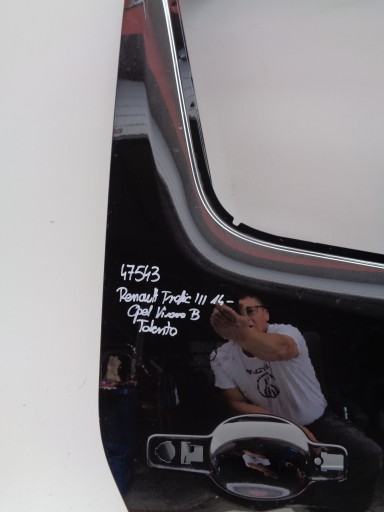 47543
Renault Trafic III 14-
Opel Vivaro B
Talento